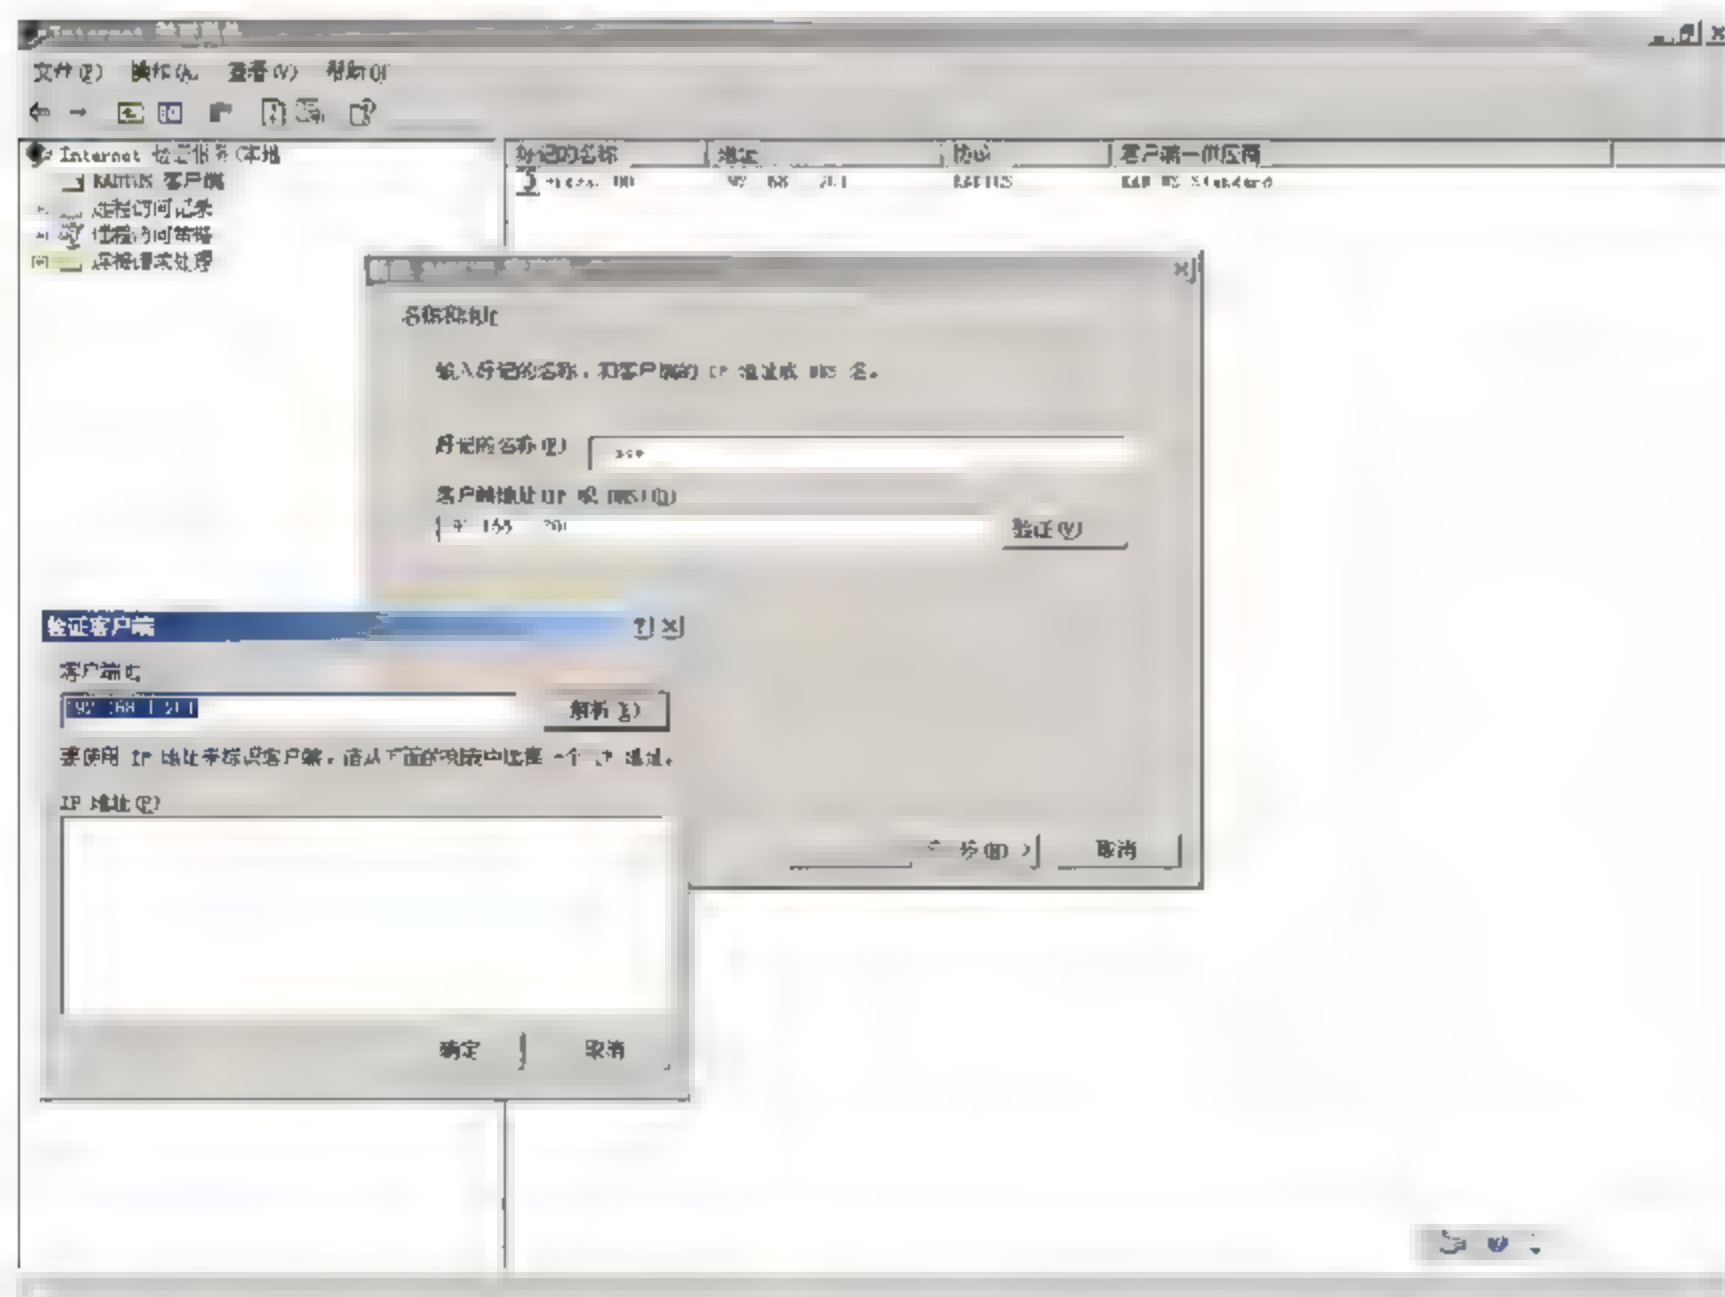 Internet 验证服务
文件(F) 操作(A) 查看(V) 帮助(H)
Internet 验证服务(本地)
RADIUS 客户端
远程访问记录
远程访问策略
连接请求处理
好记的名称 地址 协议 客户端-供应商
RADIUS RADIUS Standard
名称和地址
输入好记的名称，和客户端的 IP 地址或 DNS 名。
好记的名称(F)
客户端地址(IP 或 DNS)(D)
验证(V)
验证客户端
客户端(C)
192.168.1.201 解析(R)
要使用 IP 地址来标识客户端，请从下面的列表中选择一个 IP 地址。
IP 地址(P)
步(N) > 取消
确定 取消